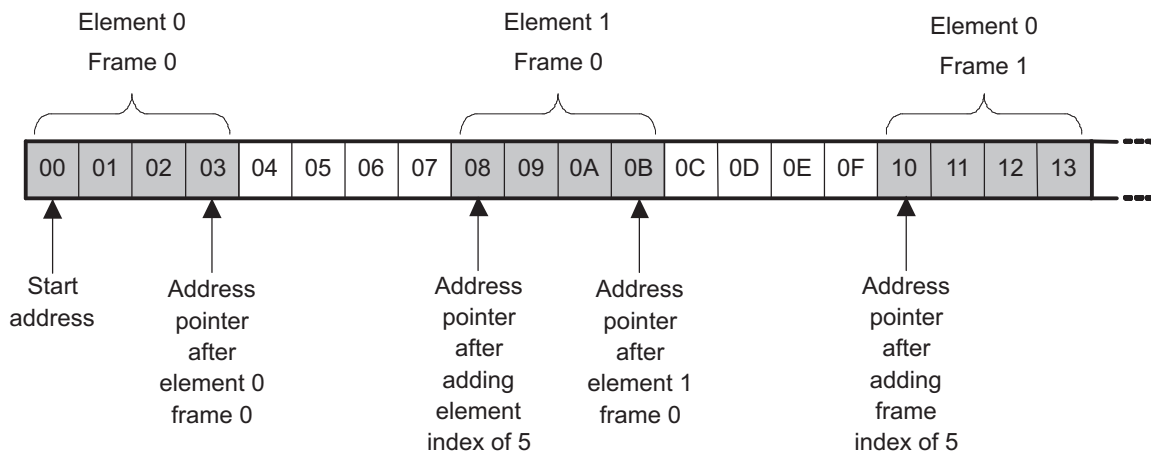 Element 0
Frame 0
Element 1
Frame 0
Element 0
Frame 1
00 01 02 03 04 05 06 07 08 09 0A 0B 0C 0D 0E 0F 10 11 12 13
Start
address
Address
pointer
after
element 0
frame 0
Address
pointer
after
adding
element
index of 5
Address
pointer
after
element 1
frame 0
Address
pointer
after
adding
frame
index of 5